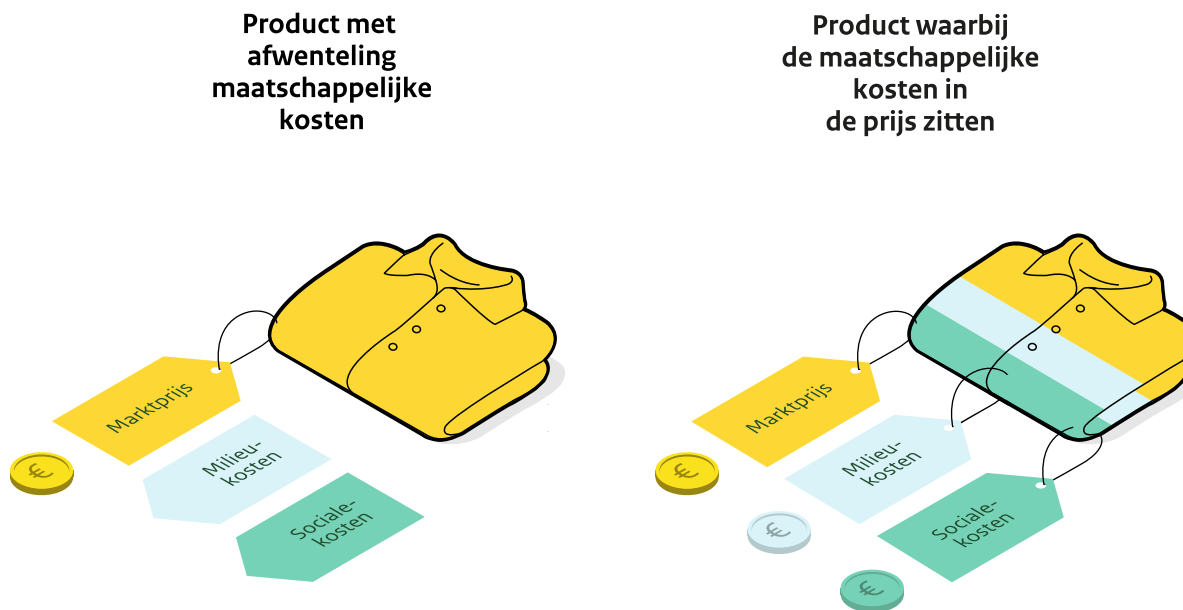 Product met
afwenteling
maatschappelijke
kosten
Marktprijs
Milieu-
kosten
Sociale-
kosten
€
Product waarbij
de maatschappelijke
kosten in
de prijs zitten
Marktprijs
Milieu-
kosten
Sociale-
kosten
€
€
€